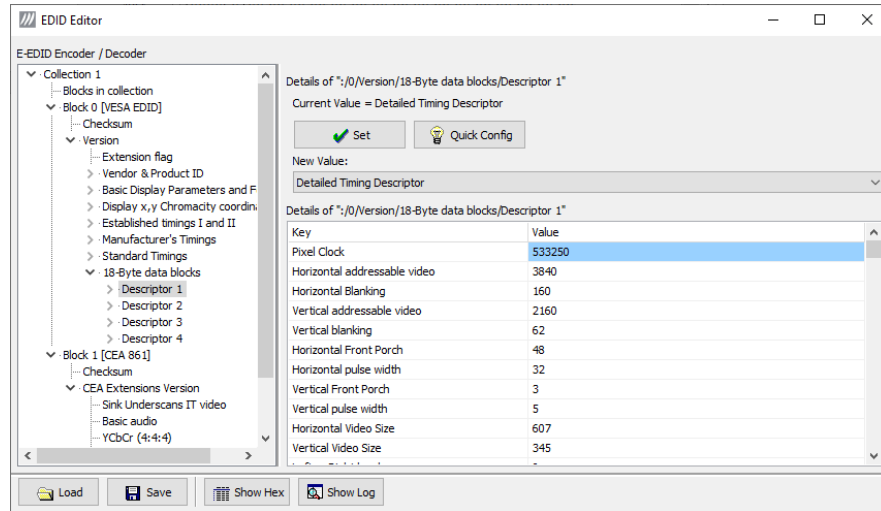 EDID Editor
E-EDID Encoder / Decoder
Collection 1
Blocks in collection
Block 0 [VESA EDID]
Checksum
Version
Extension flag
Vendor & Product ID
Basic Display Parameters and F
Display x,y Chromacity coordin
Established timings I and II
Manufacturer's Timings
Standard Timings
18-Byte data blocks
Descriptor 1
Descriptor 2
Descriptor 3
Descriptor 4
Block 1 [CEA 861]
Checksum
CEA Extensions Version
Sink Underscans IT video
Basic audio
YCbCr (4:4:4)
Details of ":/0/Version/18-Byte data blocks/Descriptor 1"
Current Value = Detailed Timing Descriptor
Set Quick Config
New Value:
Detailed Timing Descriptor
Details of ":/0/Version/18-Byte data blocks/Descriptor 1"
Key Value
Pixel Clock 533250
Horizontal addressable video 3840
Horizontal Blanking 160
Vertical addressable video 2160
Vertical blanking 62
Horizontal Front Porch 48
Horizontal pulse width 32
Vertical Front Porch 3
Vertical pulse width 5
Horizontal Video Size 607
Vertical Video Size 345
Load Save Show Hex Show Log